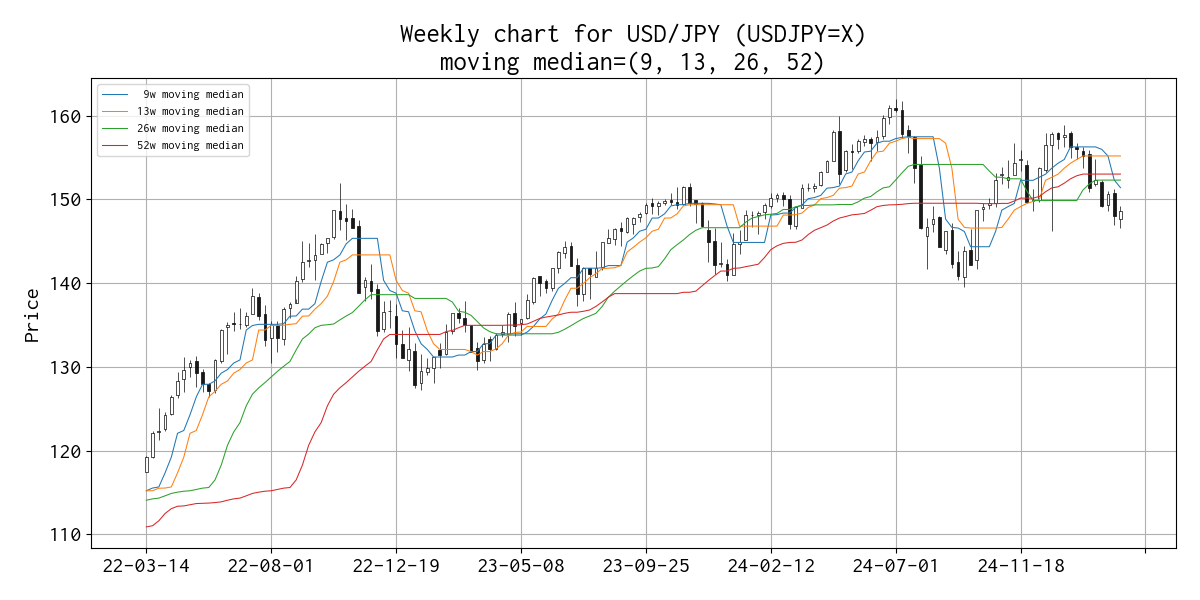 Weekly chart for USD/JPY (USDJPY=X)
moving median=(9, 13, 26, 52)
9w moving median
13w moving median
26w moving median
52w moving median
Price
160
150
140
130
120
110
22-03-14
22-08-01
22-12-19
23-05-08
23-09-25
24-02-12
24-07-01
24-11-18